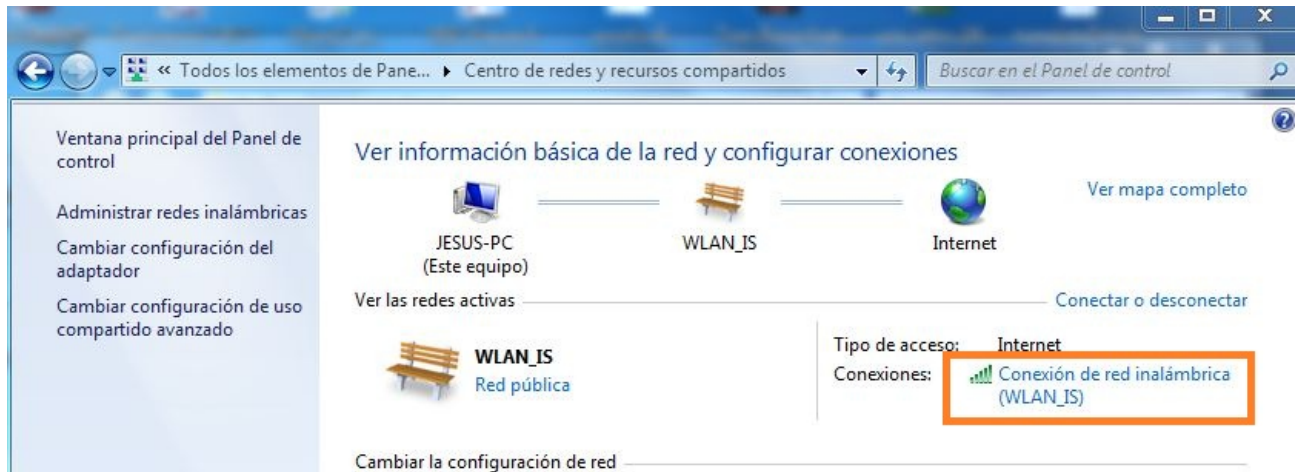 « Todos los elementos de Pane... ▸ Centro de redes y recursos compartidos
Buscar en el Panel de control
Ventana principal del Panel de
control
Administrar redes inalámbricas
Cambiar configuración del
adaptador
Cambiar configuración de uso
compartido avanzado
Ver información básica de la red y configurar conexiones
Ver mapa completo
JESUS-PC
(Este equipo)
WLAN_IS
Internet
Ver las redes activas
Conectar o desconectar
WLAN_IS
Red pública
Tipo de acceso: Internet
Conexiones: Conexión de red inalámbrica
(WLAN_IS)
Cambiar la configuración de red